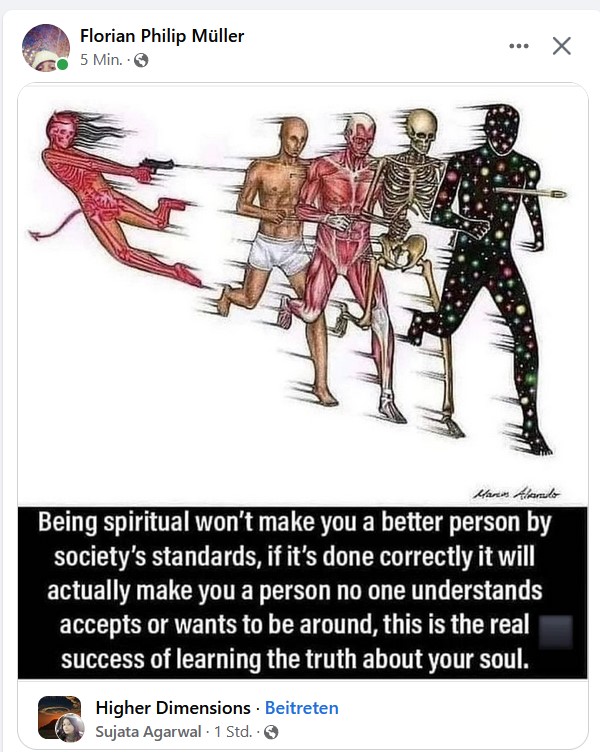 Florian Philip Müller
5 Min. ·
Marcos Alvarado
Being spiritual won't make you a better person by
society's standards, if it's done correctly it will
actually make you a person no one understands
accepts or wants to be around, this is the real
success of learning the truth about your soul.
Higher Dimensions · Beitreten
Sujata Agarwal · 1 Std. ·